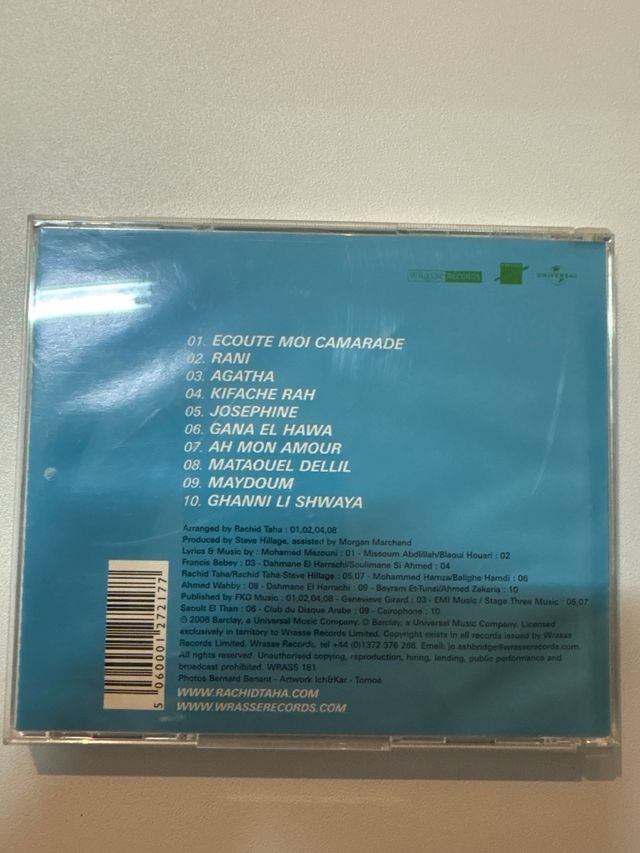 wrasse RECORDS
UNIVERSAL
01. ECOUTE MOI CAMARADE
02. RANI
03. AGATHA
04. KIFACHE RAH
05. JOSEPHINE
06. GANA EL HAWA
07. AH MON AMOUR
08. MATAOUEL DELLIL
09. MAYDOUM
10. GHANNI LI SHWAYA
Arranged by Rachid Taha : 01,02,04,08
Produced by Steve Hillage, assisted by Morgan Marchand
Lyrics & Music by : Mohamed Mazouni : 01 - Missoum Abdlillah/Blaoui Houari : 02
Francis Bebey : 03 - Dahmane El Harrachi/Soulimane Si Ahmed : 04
Rachid Taha/Rachid Taha-Steve Hillage : 05,07 - Mohammed Hamza/Balighe Hamdi : 06
Ahmed Wahby : 08 - Dahmane El Harrachi : 09 - Bayram Et-Tunsi/Ahmed Zakaria : 10
Published by FKO Music : 01,02,04,08 - Genevieve Girard : 03 - EMI Music / Stage Three Music : 05,07
Saoult El Than : 06 - Club du Disque Arabe : 09 - Cairophone : 10
℗ 2006 Barclay, a Universal Music Company. © Barclay, a Universal Music Company. Licensed
exclusively in territory to Wrasse Records Limited. Copyright exists in all records issued by Wrasse
Records Limited. Wrasse Records, tel +44 (0)1372 376 266. Email: jo.ashbridge@wrasserecords.com.
All rights reserved. Unauthorised copying, reproduction, hiring, lending, public performance and
broadcast prohibited. WRASS 181
Photos Bernard Benant - Artwork Ich&Kar - Tomoé
WWW.RACHIDTAHA.COM
WWW.WRASSERECORDS.COM
5 060001 272177